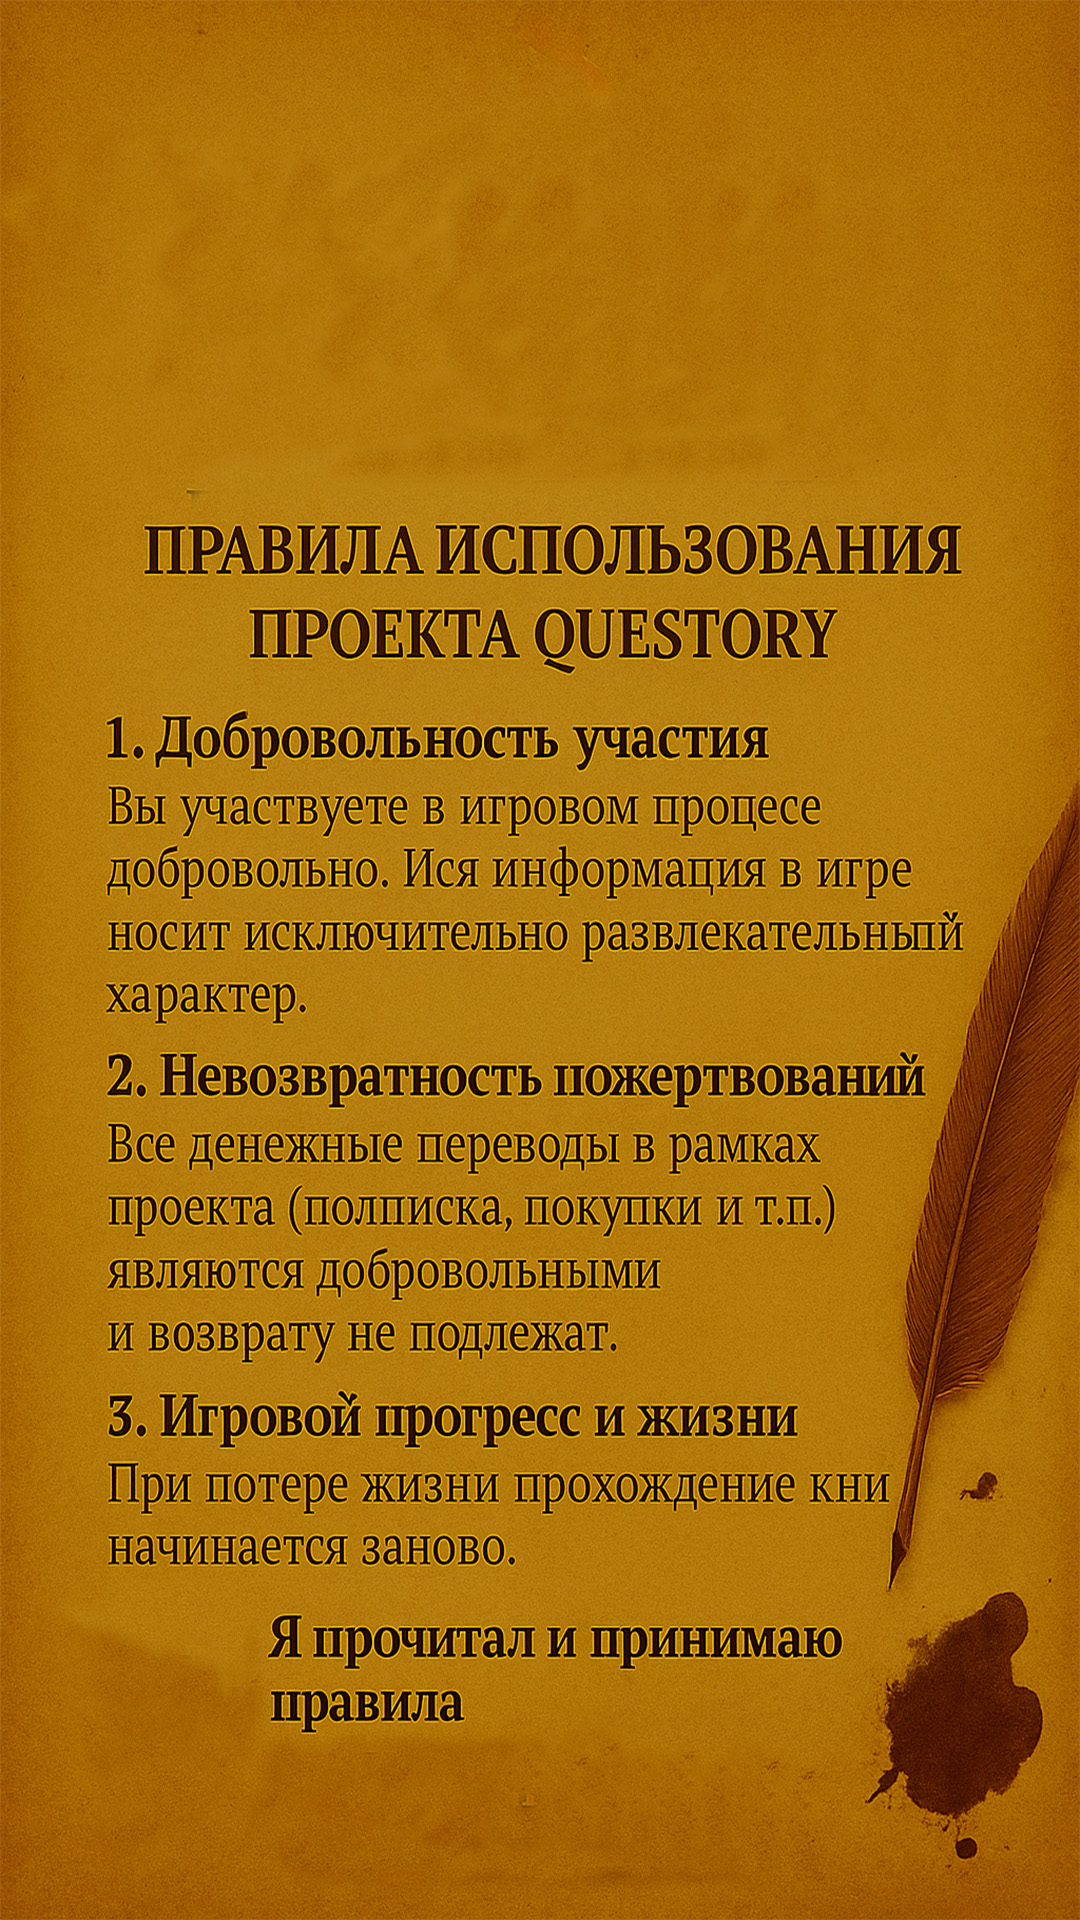 ПРАВИЛА ИСПОЛЬЗОВАНИЯ
ПРОЕКТА QUESTORY
1. Добровольность участия
Вы участвуете в игровом процесе
добровольно. Ися информация в игре
носит исключительно развлекательныпй
характер.
2. Невозвратность пожертвований
Все денежные переводы в рамках
проекта (полписка, покупки и т.п.)
являются добровольными
и возврату не подлежат.
3. Игровой прогресс и жизни
При потере жизни прохождение кни
начинается заново.
Я прочитал и принимаю
правила